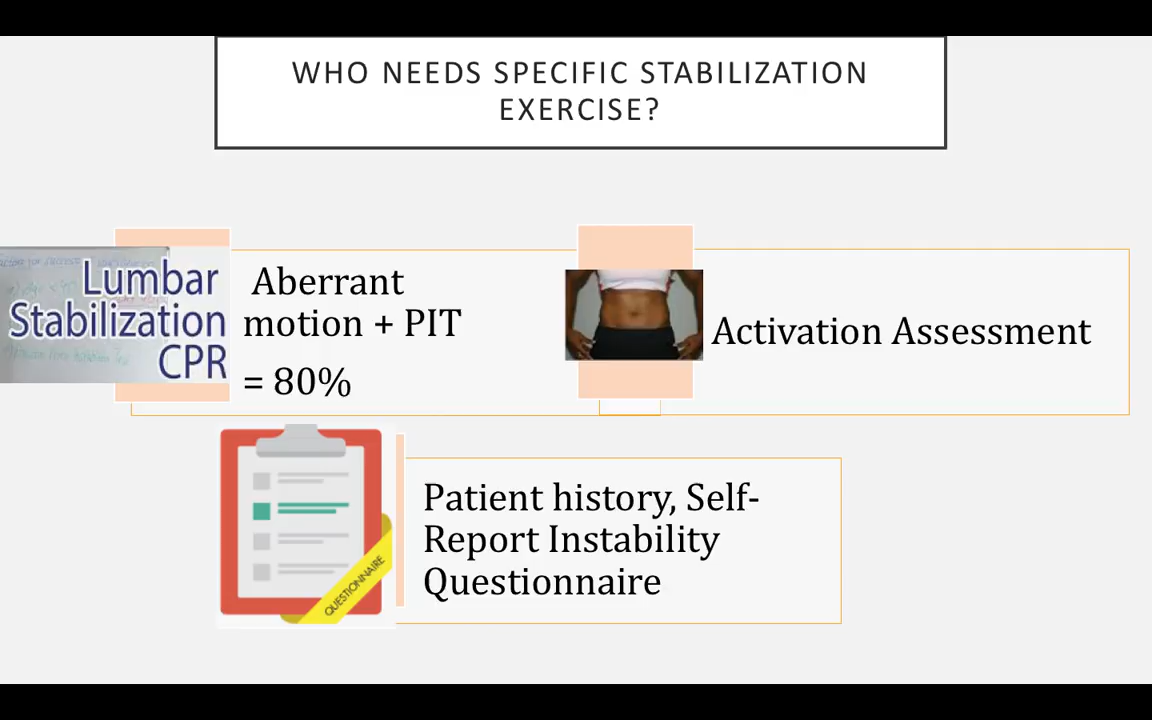 WHO NEEDS SPECIFIC STABILIZATION
EXERCISE?
Lumbar
Stabilization
CPR
Aberrant
motion + PIT
= 80%
Activation Assessment
QUESTIONNAIRE
Patient history, Self-
Report Instability
Questionnaire